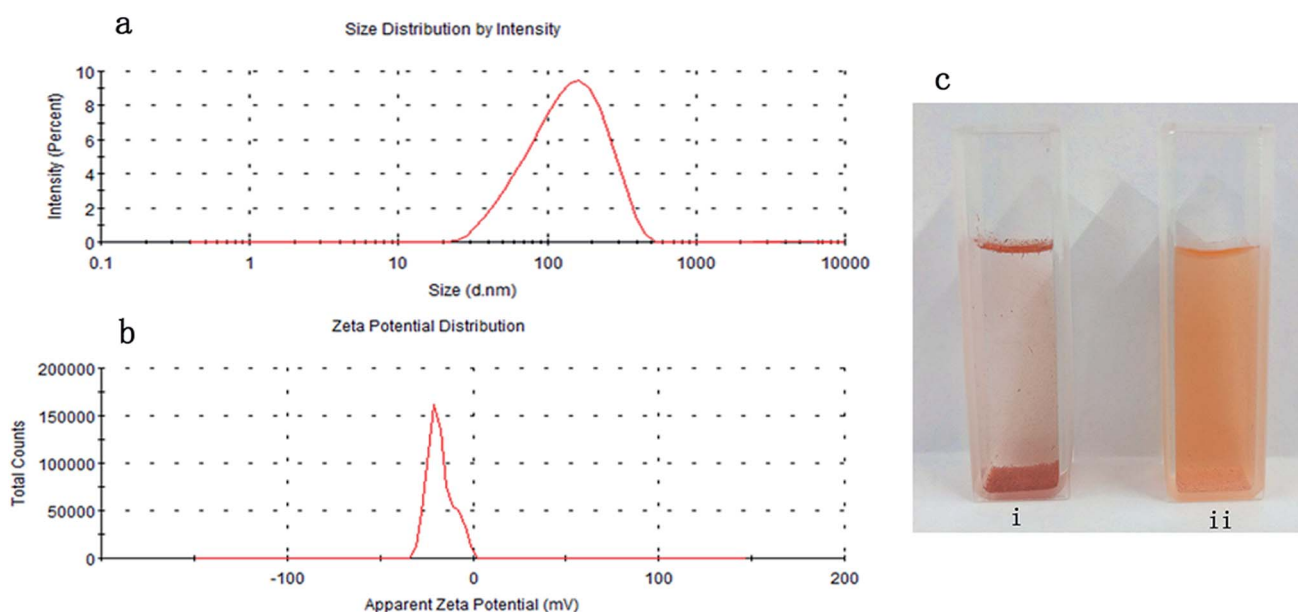 a
Size Distribution by Intensity
10
8
6
4
2
0
Intensity (Percent)
0.1 1 10 100 1000 10000
Size (d.nm)
b
Zeta Potential Distribution
200000
150000
100000
50000
0
Total Counts
-100 0 100 200
Apparent Zeta Potential (mV)
c
i ii